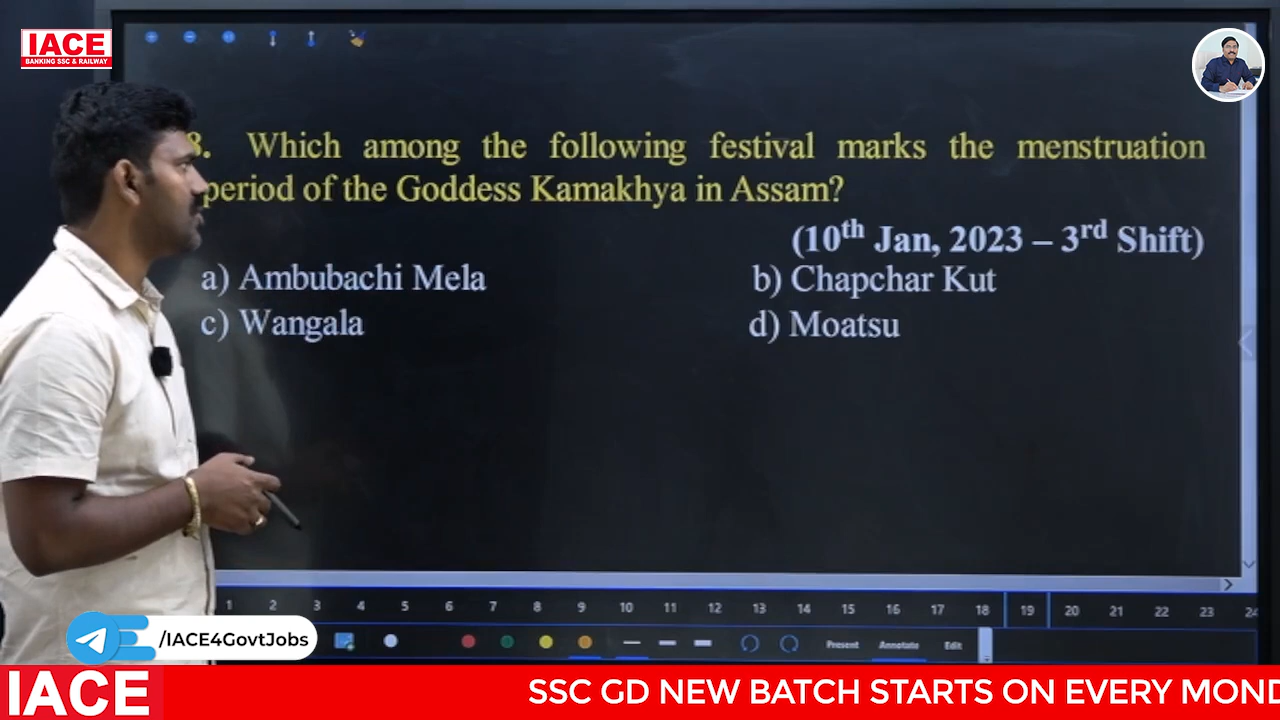 IACE
BANKING SSC & RAILWAY
8. Which among the following festival marks the menstruation
period of the Goddess Kamakhya in Assam?
(10th Jan, 2023 – 3rd Shift)
a) Ambubachi Mela
b) Chapchar Kut
c) Wangala
d) Moatsu
1 2 3 4 5 6 7 8 9 10 11 12 13 14 15 16 17 18 19 20 21 22 23 24
/IACE4GovtJobs
Present Annotate Edit
IACE
SSC GD NEW BATCH STARTS ON EVERY MOND